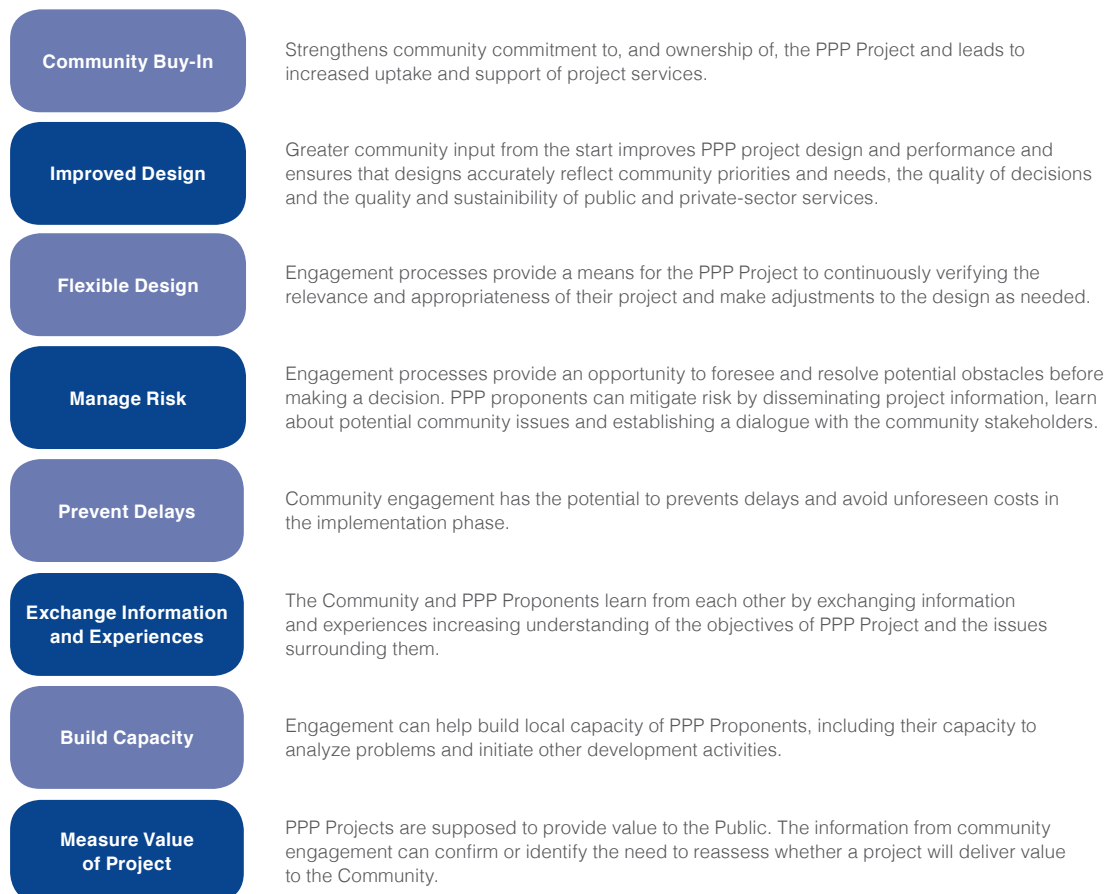 Community Buy-In
Strengthens community commitment to, and ownership of, the PPP Project and leads to
increased uptake and support of project services.
Improved Design
Greater community input from the start improves PPP project design and performance and
ensures that designs accurately reflect community priorities and needs, the quality of decisions
and the quality and sustainibility of public and private-sector services.
Flexible Design
Engagement processes provide a means for the PPP Project to continuously verifying the
relevance and appropriateness of their project and make adjustments to the design as needed.
Manage Risk
Engagement processes provide an opportunity to foresee and resolve potential obstacles before
making a decision. PPP proponents can mitigate risk by disseminating project information, learn
about potential community issues and establishing a dialogue with the community stakeholders.
Prevent Delays
Community engagement has the potential to prevents delays and avoid unforeseen costs in
the implementation phase.
Exchange Information
and Experiences
The Community and PPP Proponents learn from each other by exchanging information
and experiences increasing understanding of the objectives of PPP Project and the issues
surrounding them.
Build Capacity
Engagement can help build local capacity of PPP Proponents, including their capacity to
analyze problems and initiate other development activities.
Measure Value
of Project
PPP Projects are supposed to provide value to the Public. The information from community
engagement can confirm or identify the need to reassess whether a project will deliver value
to the Community.